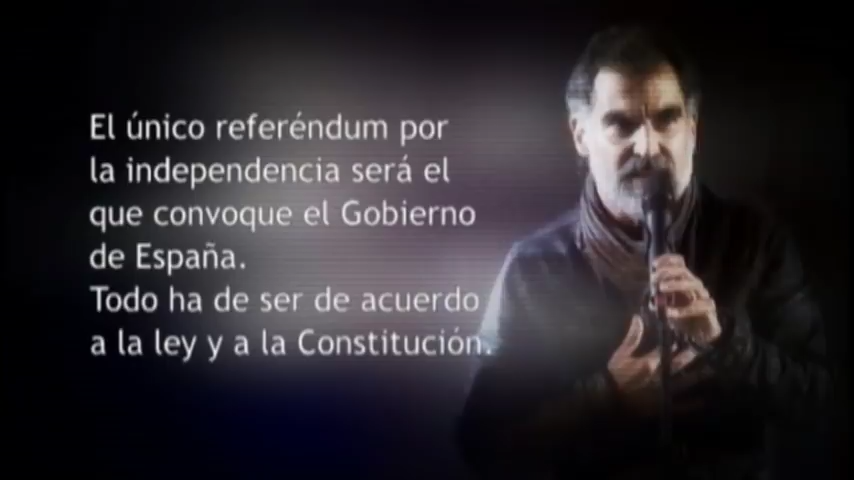 El único referéndum por
la independencia será el
que convoque el Gobierno
de España.
Todo ha de ser de acuerdo
a la ley y a la Constitución.